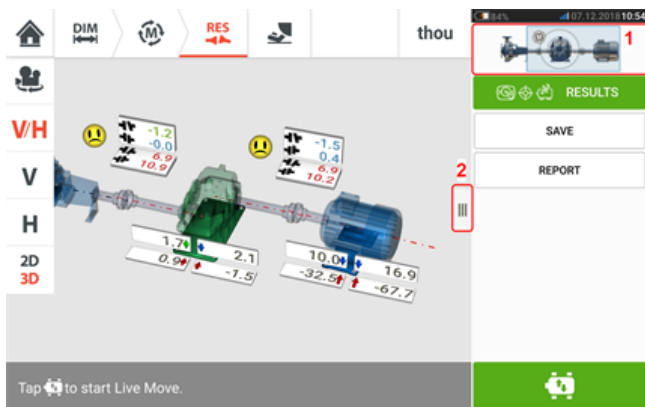 84% 07.12.2018 10:54
DIM
M
RES
thou
1
RESULTS
SAVE
REPORT
2
V/H
V
H
2D
3D
-1.2
-0.0
6.9
10.9
-1.5
0.4
6.9
10.2
1.7 2.1
0.9 -1.5
10.0 16.9
-32.5 -67.7
Tap to start Live Move.